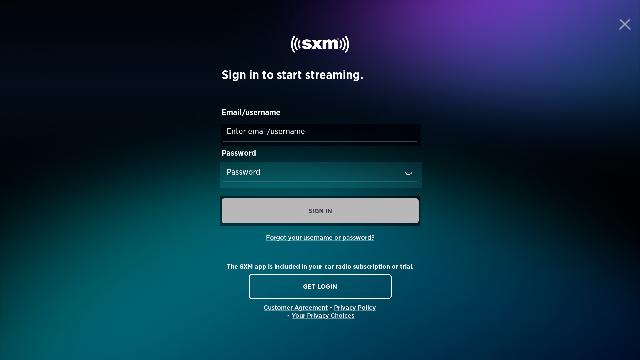 sxm
Sign in to start streaming.
Email/username
Enter email/username
Password
Password
SIGN IN
Forgot your username or password?
The SXM app is included in your car radio subscription or trial.
GET LOGIN
Customer Agreement - Privacy Policy
- Your Privacy Choices